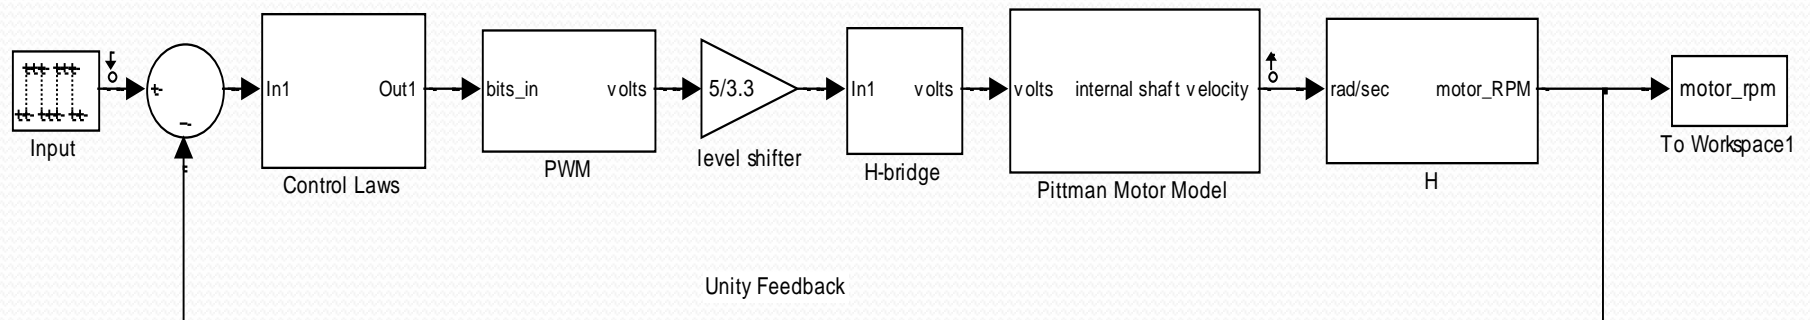 Input
+
−
In1
Out1
Control Laws
bits_in
volts
PWM
5/3.3
level shifter
In1
volts
H-bridge
volts
internal shaft velocity
Pittman Motor Model
rad/sec
motor_RPM
H
motor_rpm
To Workspace1
Unity Feedback